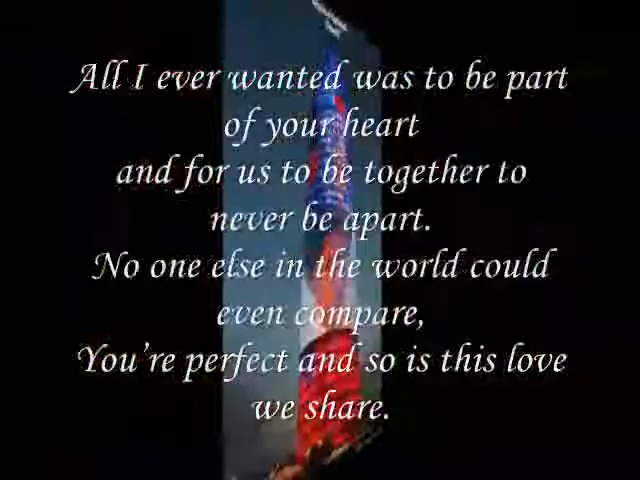 All I ever wanted was to be part
of your heart
and for us to be together to
never be apart.
No one else in the world could
even compare,
You're perfect and so is this love
we share.